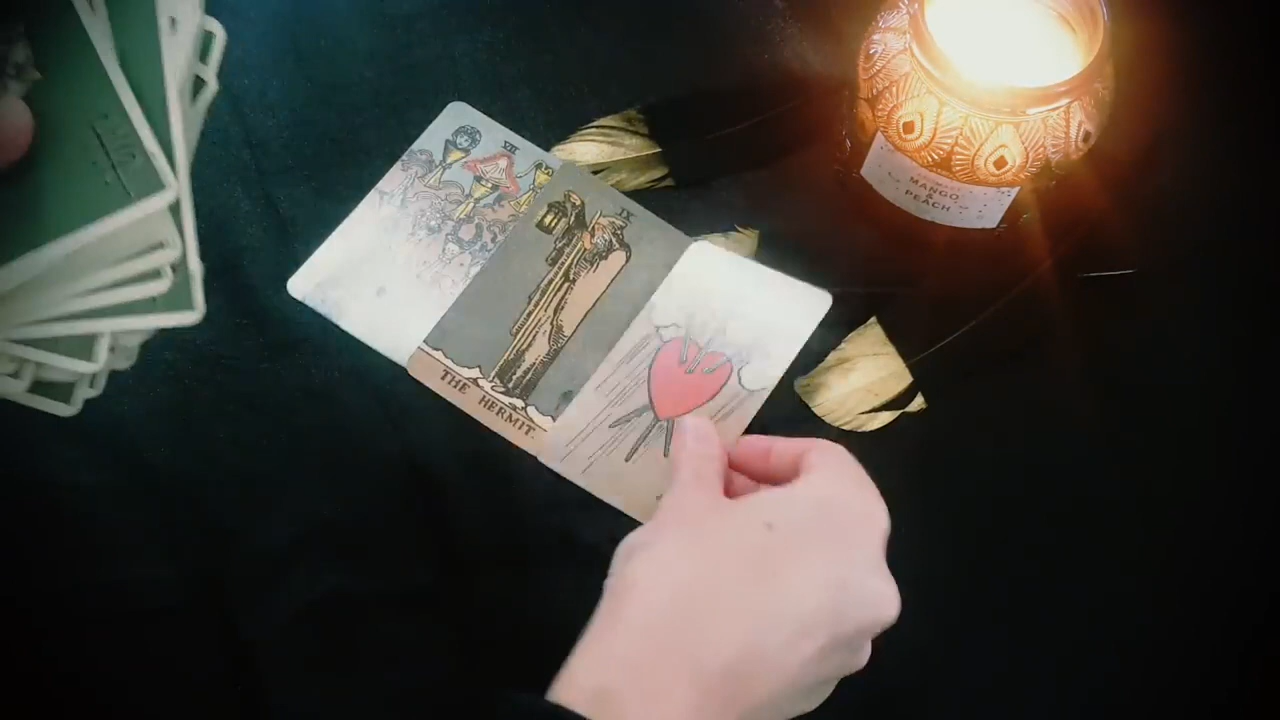 VII
IX
THE HERMIT.
MANGO
&
PEACH